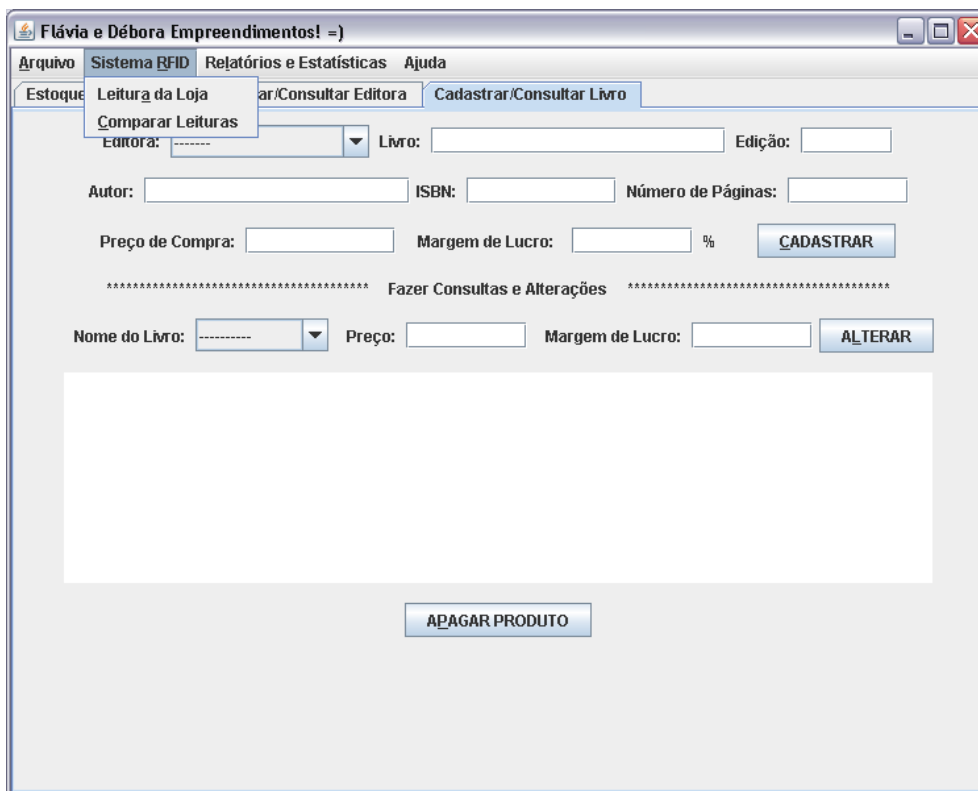 Flávia e Débora Empreendimentos! =)
Arquivo Sistema RFID Relatórios e Estatísticas Ajuda
Leitura da Loja
Comparar Leituras
Estoque ar/Consultar Editora Cadastrar/Consultar Livro
Editora: ------- Livro: Edição:
Autor: ISBN: Número de Páginas:
Preço de Compra: Margem de Lucro: % CADASTRAR
**************************************** Fazer Consultas e Alterações ****************************************
Nome do Livro: ---------- Preço: Margem de Lucro: ALTERAR
APAGAR PRODUTO